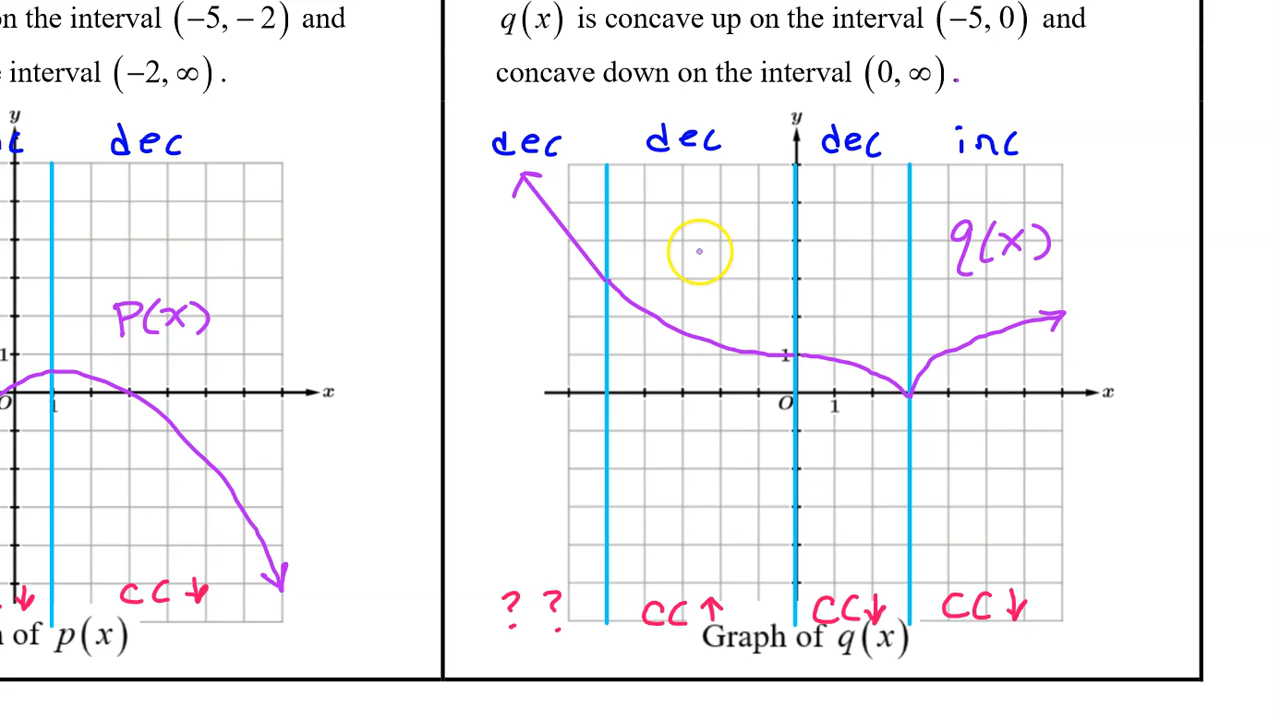 n the interval (−5, −2) and
interval (−2, ∞).
y
dec
P(x)
1
O
1
x
CC↓
of p(x)
q(x) is concave up on the interval (−5, 0) and
concave down on the interval (0, ∞).
y
dec dec dec inc
q(x)
1
O
1
x
? ? CC↑ CC↓ CC↓
Graph of q(x)